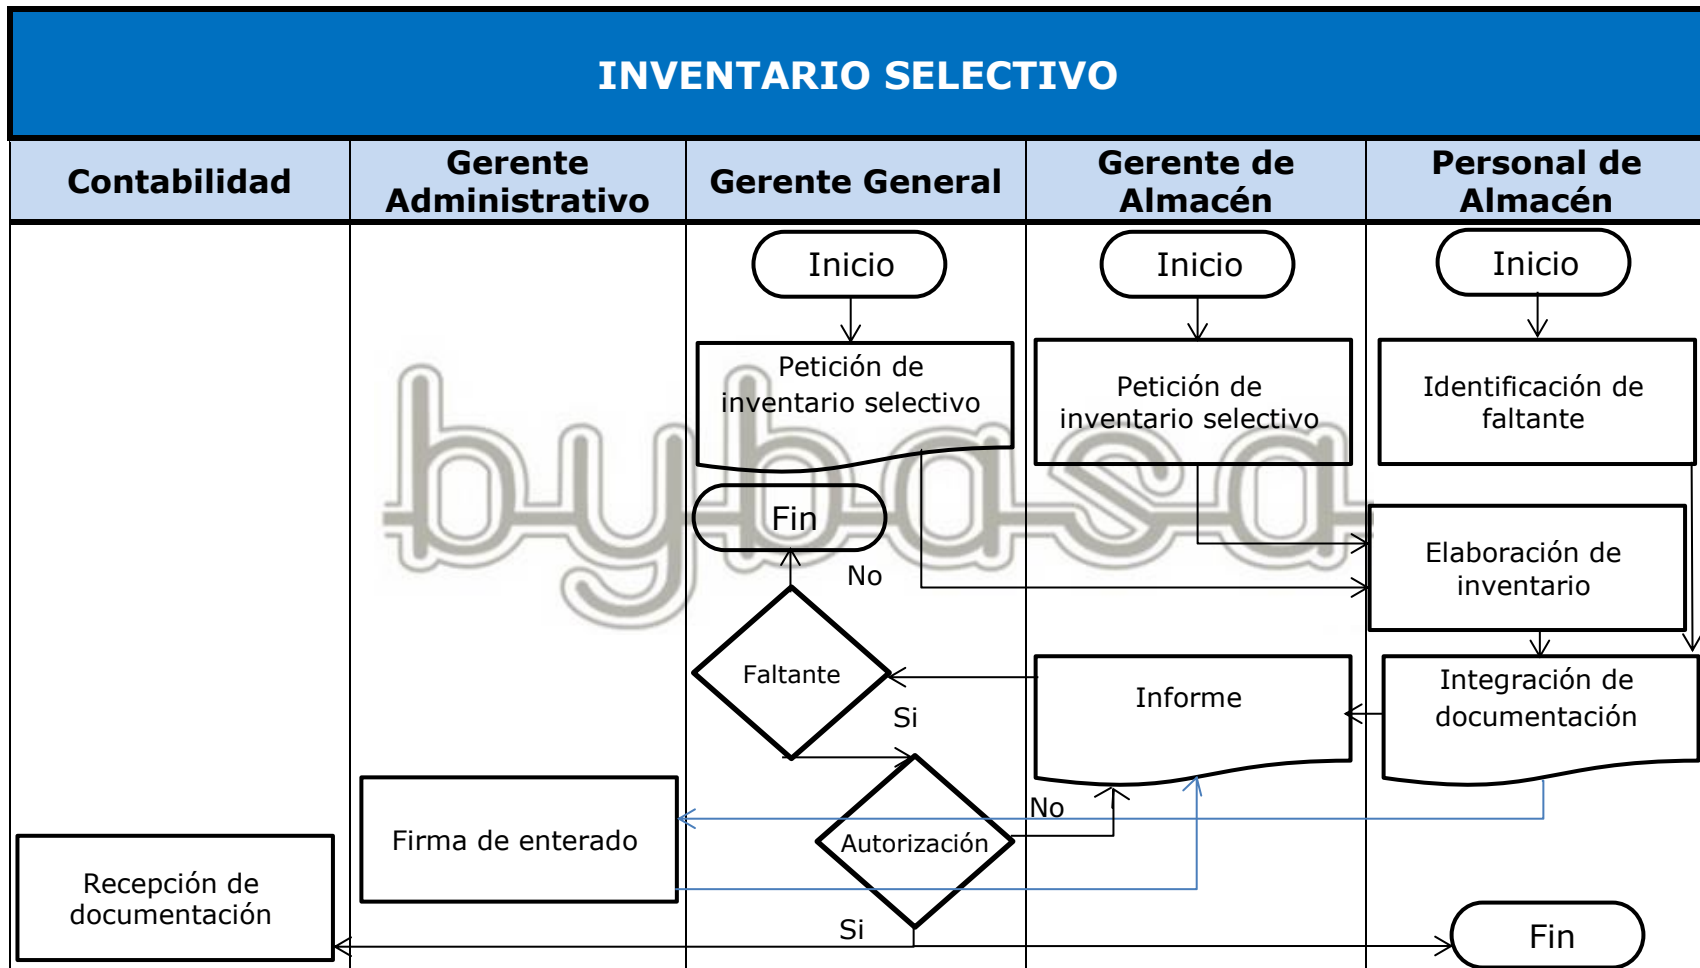 INVENTARIO SELECTIVO
Contabilidad
Gerente
Administrativo
Gerente General
Gerente de
Almacén
Personal de
Almacén
Inicio
Inicio
Inicio
Petición de
inventario selectivo
Petición de
inventario selectivo
Identificación de
faltante
bybasa
Fin
No
Elaboración de
inventario
Faltante
Si
Informe
Integración de
documentación
No
Firma de enterado
Autorización
Recepción de
documentación
Si
Fin